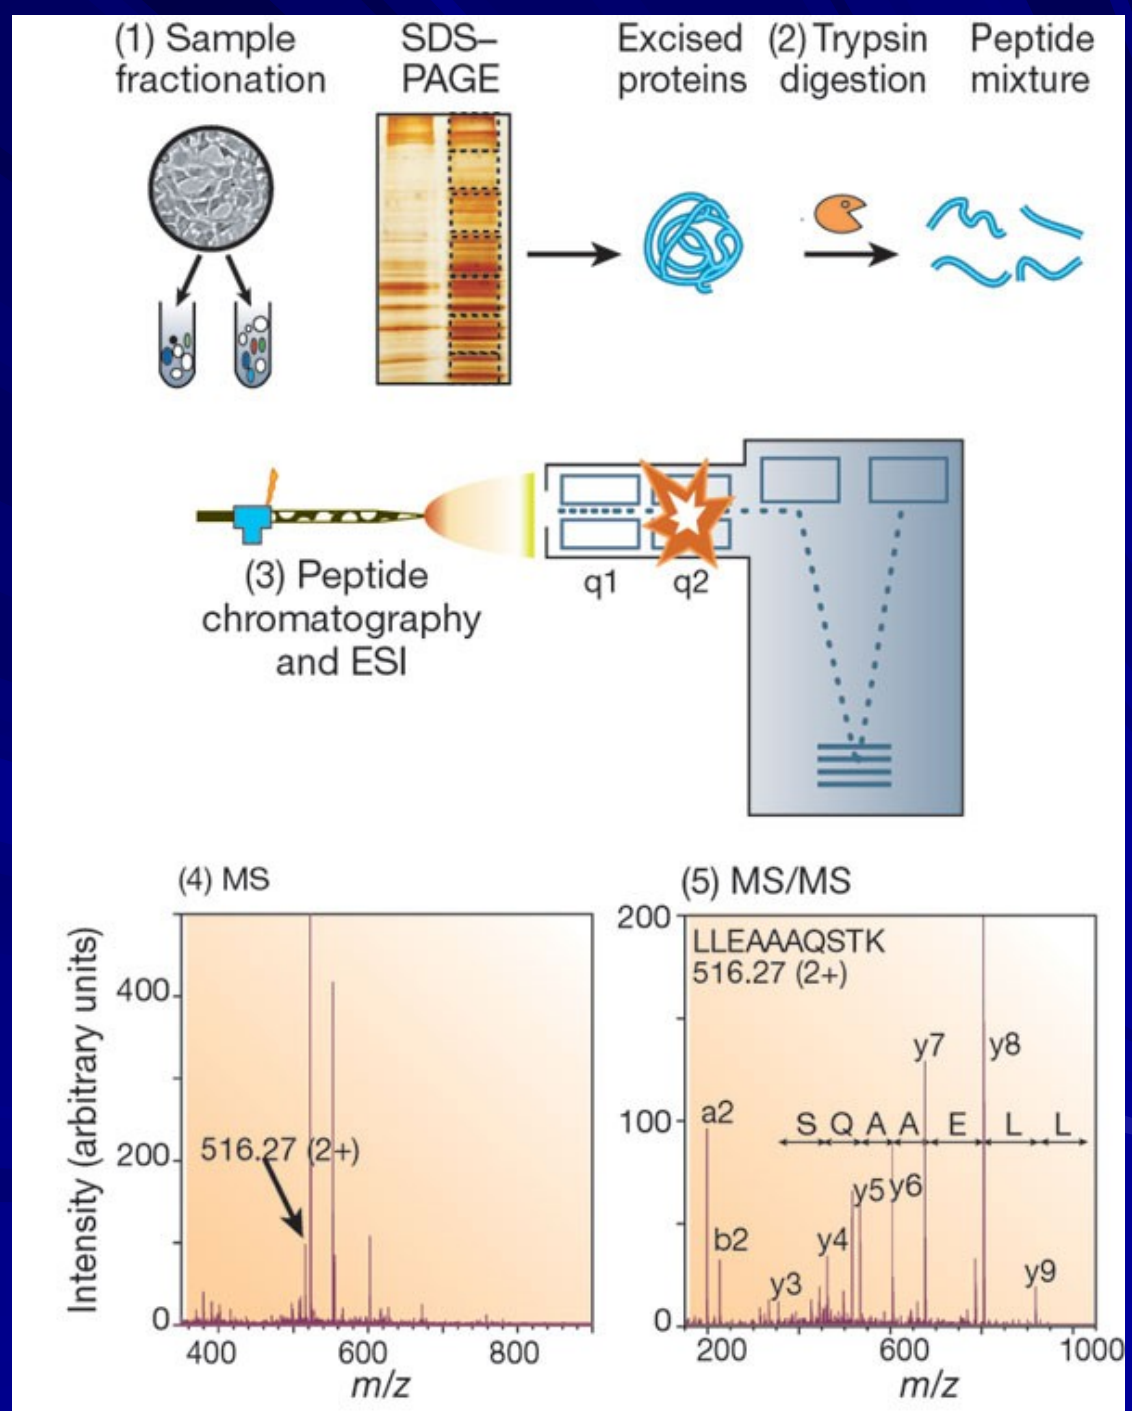 (1) Sample
fractionation
SDS–
PAGE
Excised
proteins
(2) Trypsin
digestion
Peptide
mixture
(3) Peptide
chromatography
and ESI
q1
q2
(4) MS
Intensity (arbitrary units)
400
200
0
516.27 (2+)
400
600
800
m/z
(5) MS/MS
200
100
0
LLEAAAQSTK
516.27 (2+)
y7
y8
a2
S Q A A E L L
y5
y6
b2
y4
y3
y9
200
600
1000
m/z